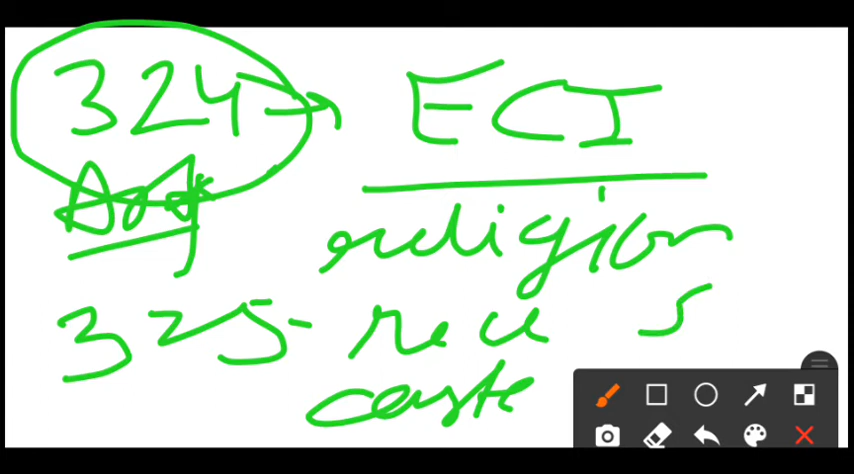 324 → ECI
religion
325- race S
caste